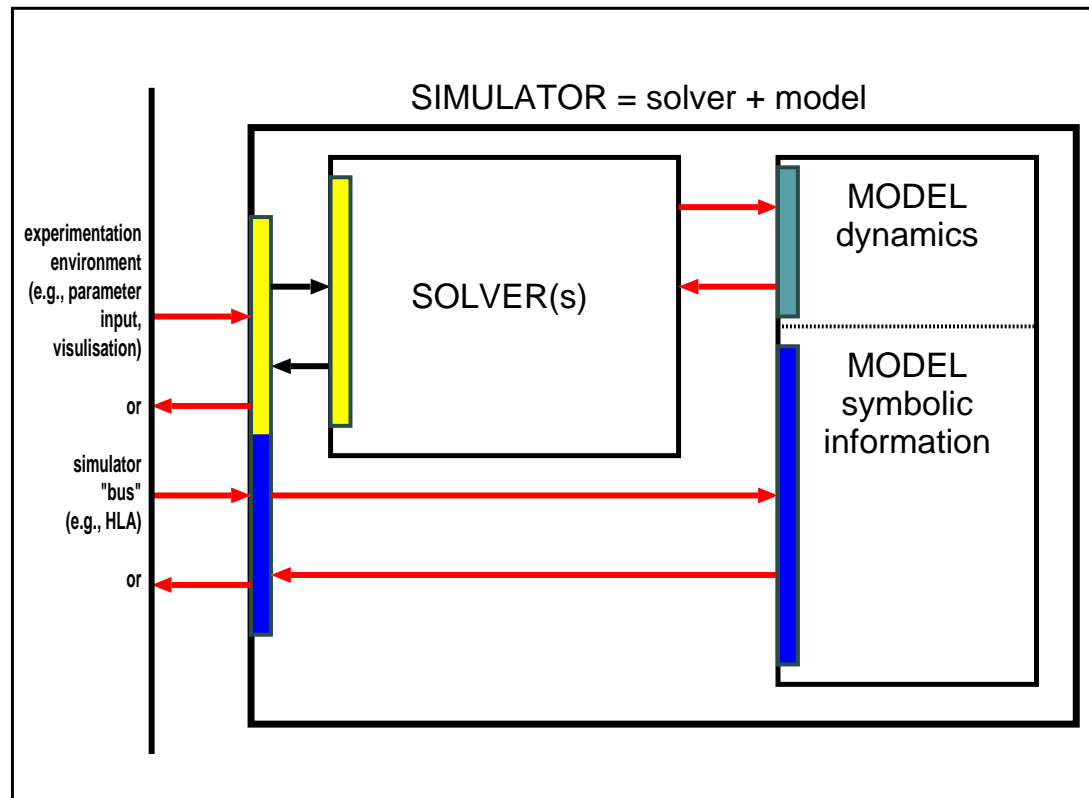 SIMULATOR = solver + model
experimentation
environment
(e.g., parameter
input,
visulisation)
or
simulator
"bus"
(e.g., HLA)
or
SOLVER(s)
MODEL
dynamics
MODEL
symbolic
information